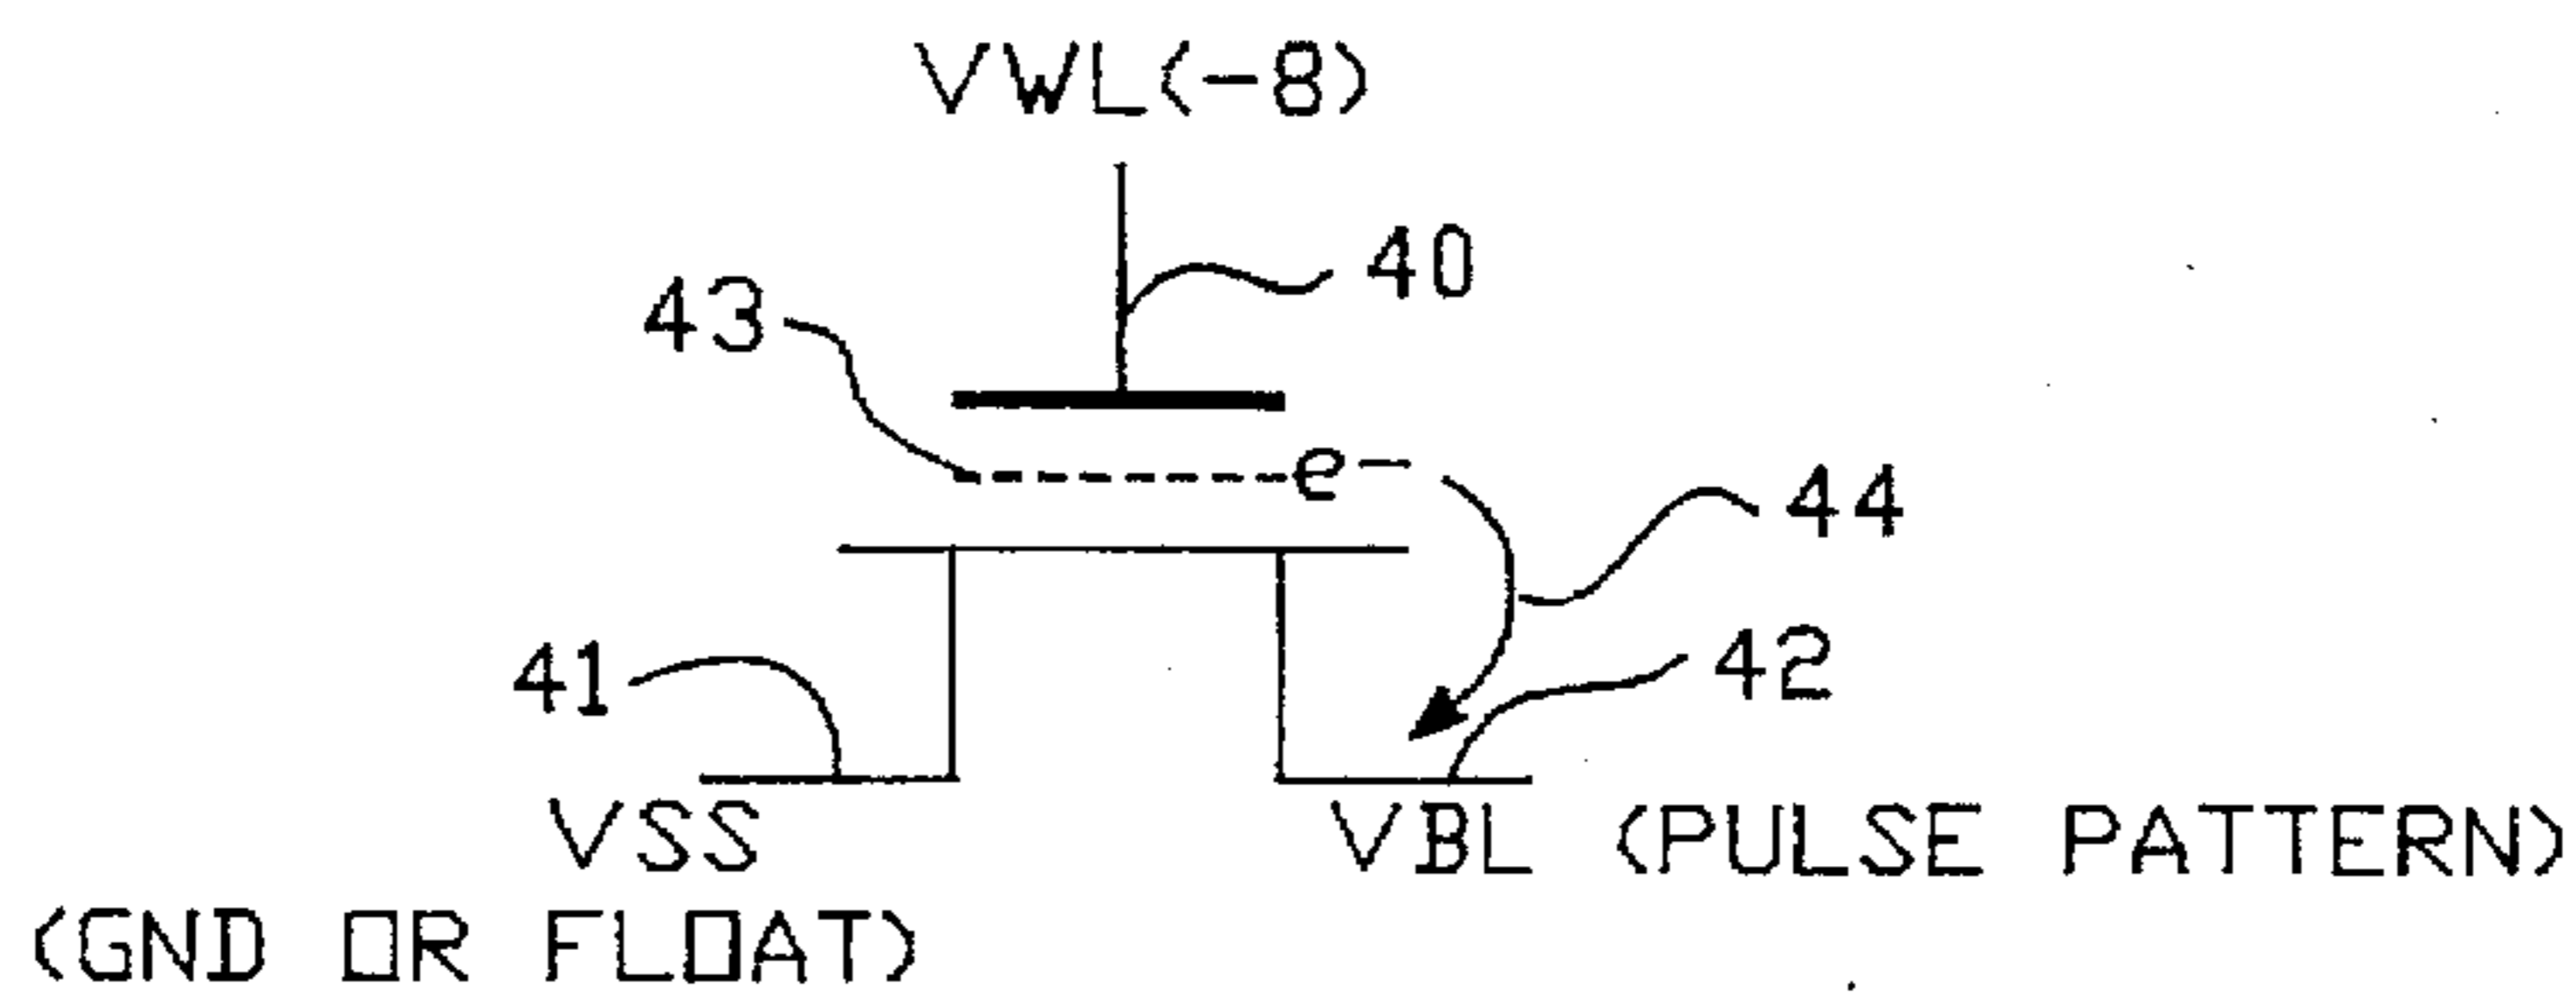 VWL(-8)
40
43
e-
44
41
42
VSS
VBL (PULSE PATTERN)
(GND OR FLOAT)